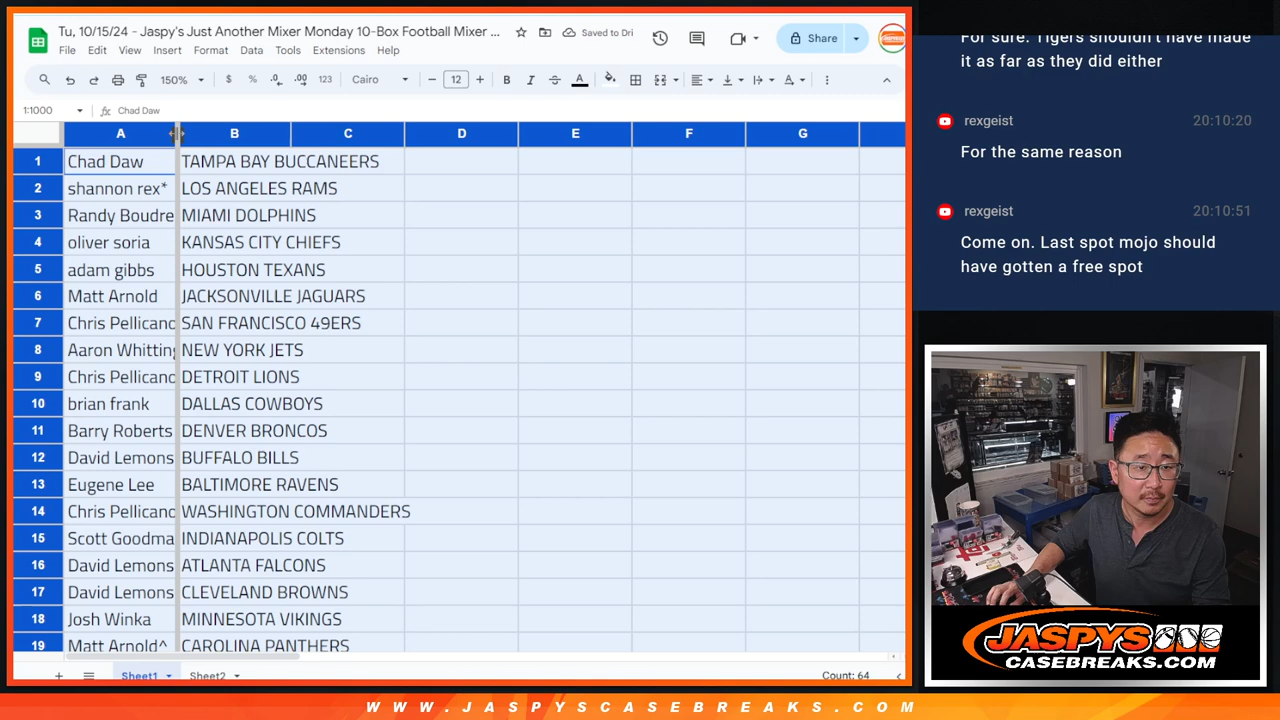 Tu, 10/15/24 - Jaspy's Just Another Mixer Monday 10-Box Football Mixer ...
Saved to Dri
Share
File Edit View Insert Format Data Tools Extensions Help
150% $ % .0 .00 123 Cairo 12 B I A
1:1000 fx Chad Daw
A B C D E F G
1 Chad Daw TAMPA BAY BUCCANEERS
2 shannon rex* LOS ANGELES RAMS
3 Randy Boudre MIAMI DOLPHINS
4 oliver soria KANSAS CITY CHIEFS
5 adam gibbs HOUSTON TEXANS
6 Matt Arnold JACKSONVILLE JAGUARS
7 Chris Pellicano SAN FRANCISCO 49ERS
8 Aaron Whitting NEW YORK JETS
9 Chris Pellicano DETROIT LIONS
10 brian frank DALLAS COWBOYS
11 Barry Roberts DENVER BRONCOS
12 David Lemons BUFFALO BILLS
13 Eugene Lee BALTIMORE RAVENS
14 Chris Pellicano WASHINGTON COMMANDERS
15 Scott Goodma INDIANAPOLIS COLTS
16 David Lemons ATLANTA FALCONS
17 David Lemons CLEVELAND BROWNS
18 Josh Winka MINNESOTA VIKINGS
19 Matt Arnold^ CAROLINA PANTHERS
Sheet1 Sheet2 Count: 64
For sure. Tigers shouldn't have made
it as far as they did either
rexgeist 20:10:20
For the same reason
rexgeist 20:10:51
Come on. Last spot mojo should
have gotten a free spot
JASPYS
CASEBREAKS.COM
WWW.JASPYSCASEBREAKS.COM